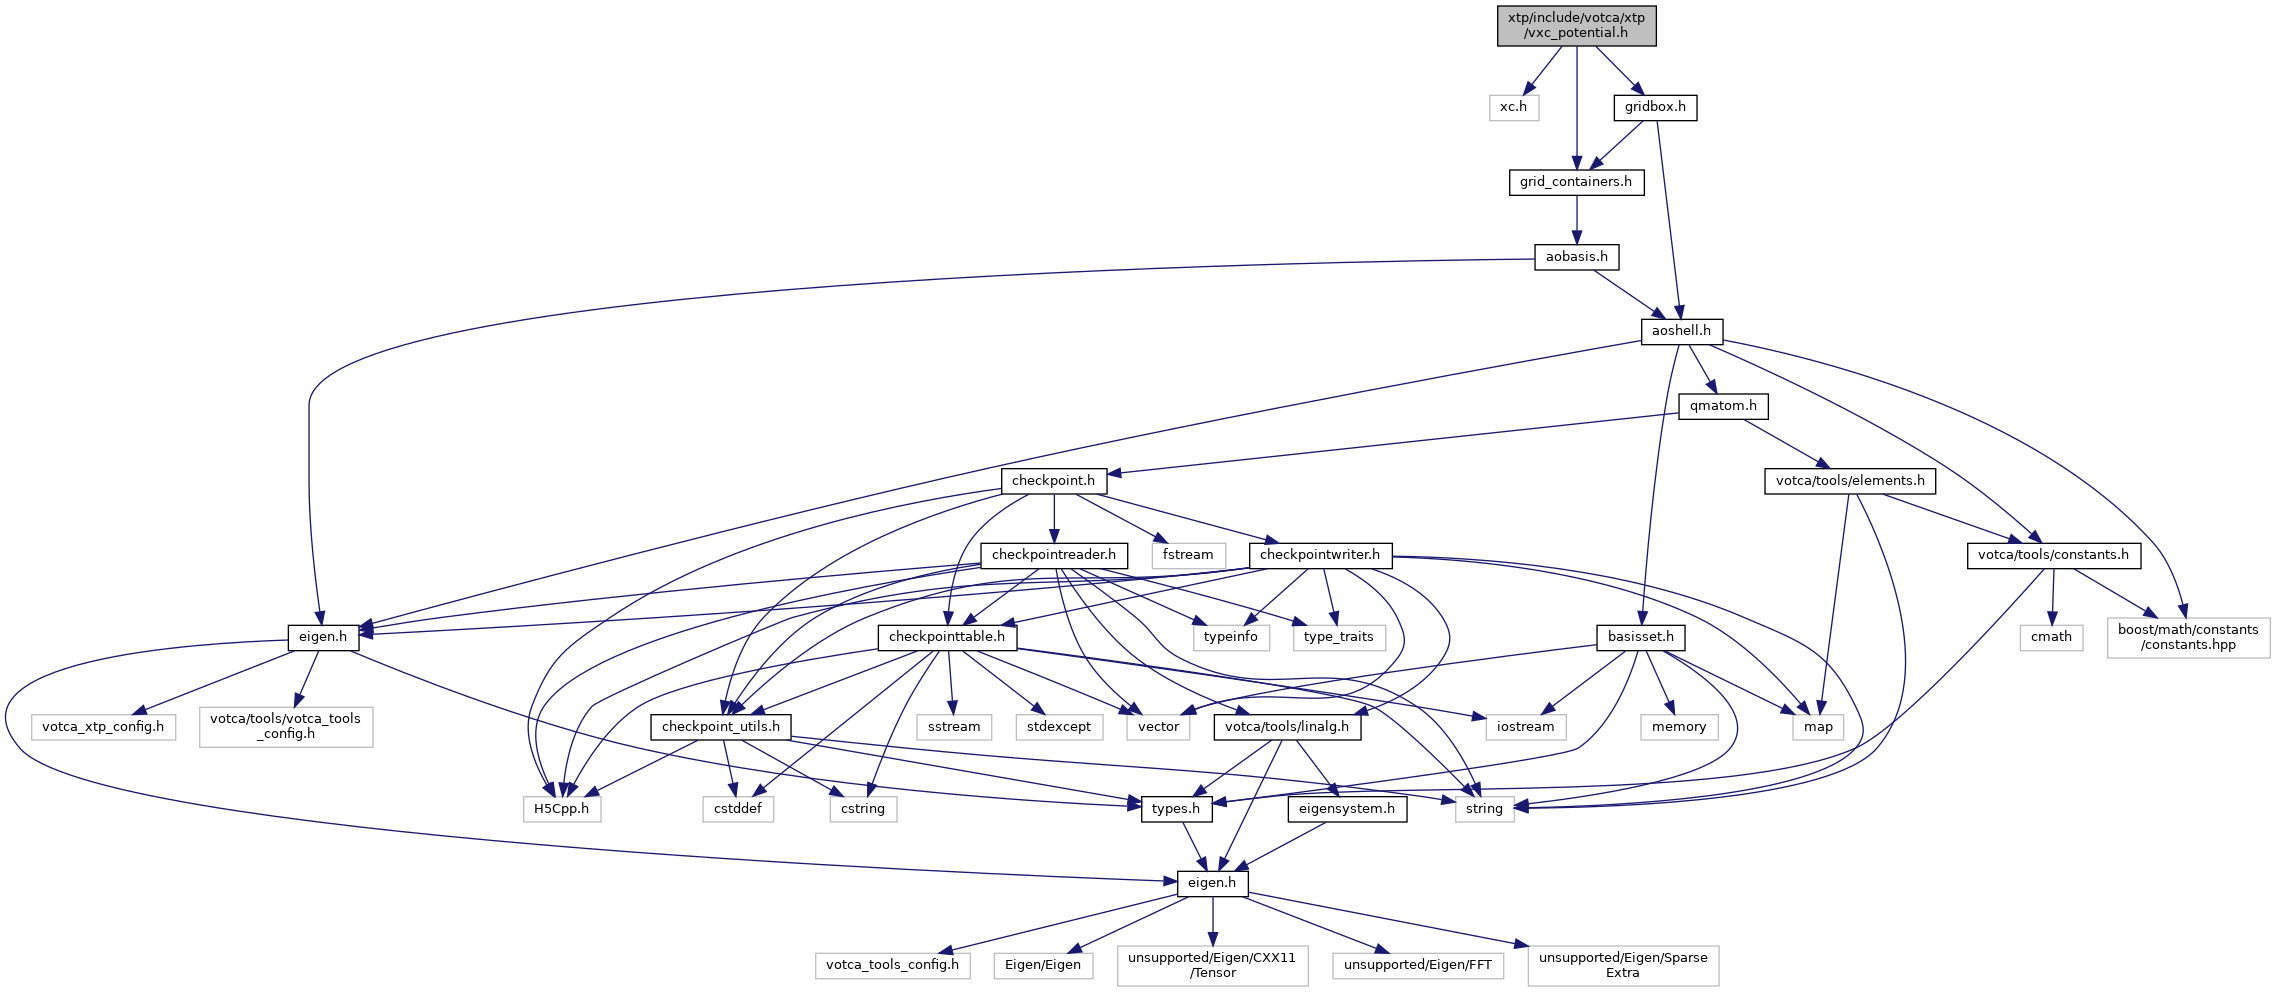 xtp/include/votca/xtp
/vxc_potential.h
xc.h
gridbox.h
grid_containers.h
aobasis.h
aoshell.h
qmatom.h
checkpoint.h
votca/tools/elements.h
checkpointreader.h
fstream
checkpointwriter.h
votca/tools/constants.h
eigen.h
checkpointtable.h
typeinfo
type_traits
basisset.h
cmath
boost/math/constants
/constants.hpp
votca_xtp_config.h
votca/tools/votca_tools
_config.h
checkpoint_utils.h
sstream
stdexcept
vector
votca/tools/linalg.h
iostream
memory
map
H5Cpp.h
cstddef
cstring
types.h
eigensystem.h
string
eigen.h
votca_tools_config.h
Eigen/Eigen
unsupported/Eigen/CXX11
/Tensor
unsupported/Eigen/FFT
unsupported/Eigen/Sparse
Extra